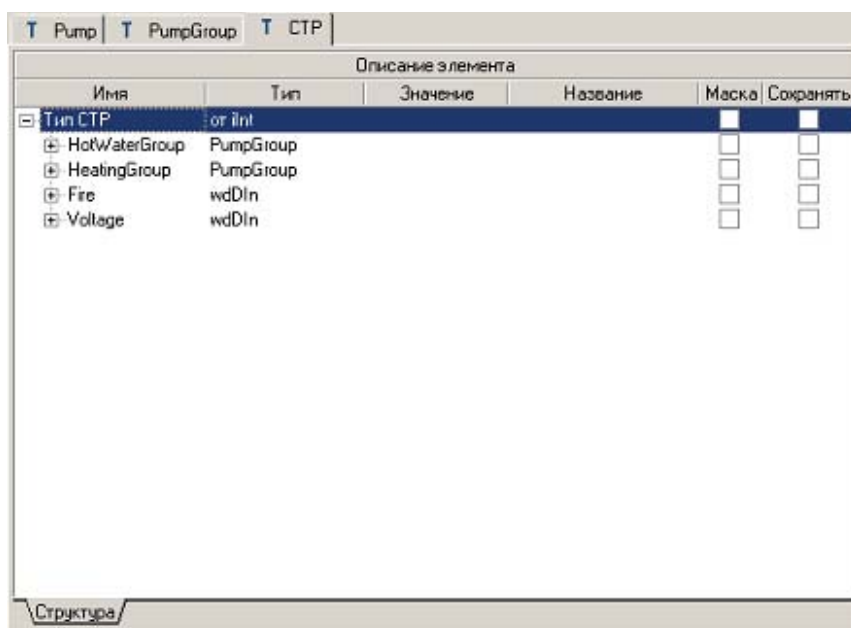 T Pump T PumpGroup T CTP
Описание элемента
Имя Тип Значение Название Маска Сохранять
Тип CTP от iInt
HotWaterGroup PumpGroup
HeatingGroup PumpGroup
Fire wdDIn
Voltage wdDIn
Структура